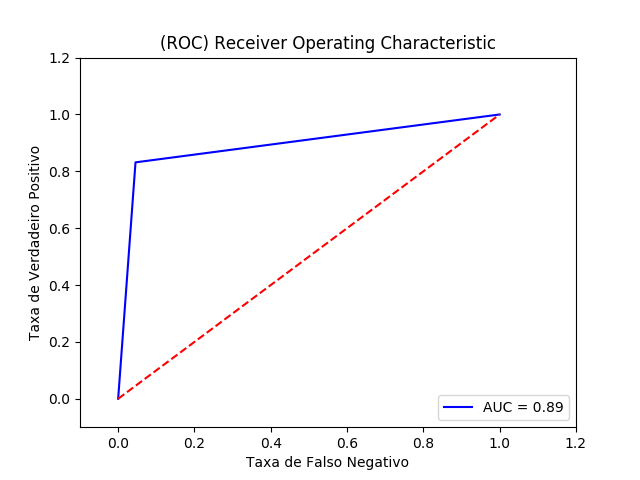 (ROC) Receiver Operating Characteristic
1.2
1.0
0.8
0.6
0.4
0.2
0.0
Taxa de Verdadeiro Positivo
AUC = 0.89
0.0 0.2 0.4 0.6 0.8 1.0 1.2
Taxa de Falso Negativo